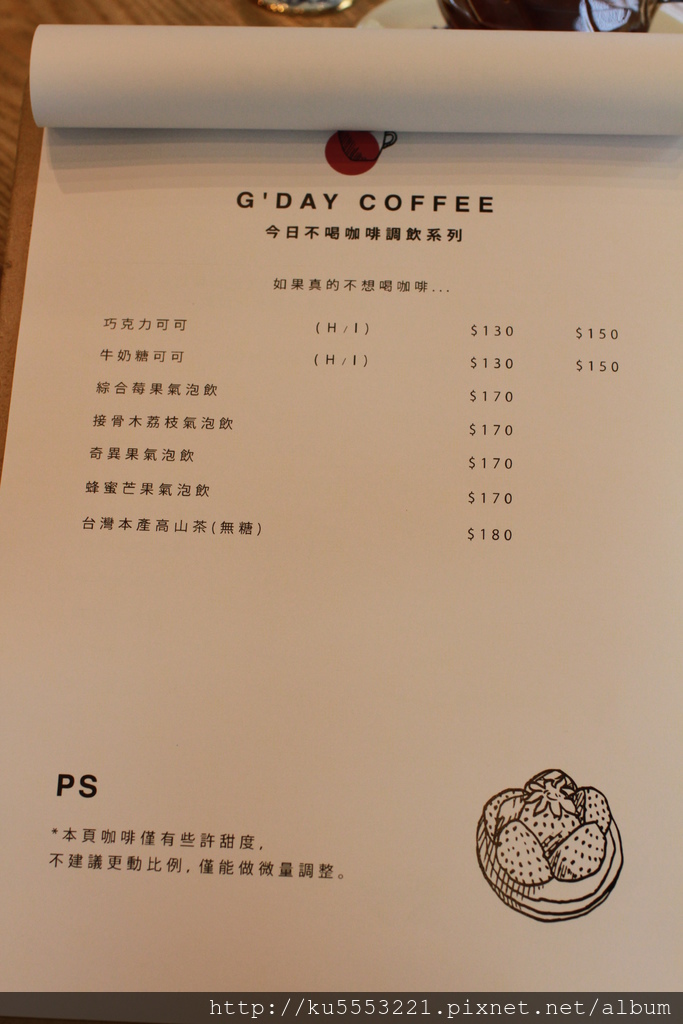 G'DAY COFFEE
今日不喝咖啡調飲系列
如果真的不想喝咖啡...
巧克力可可 (H/I) $130 $150
牛奶糖可可 (H/I) $130 $150
綜合莓果氣泡飲 $170
接骨木荔枝氣泡飲 $170
奇異果氣泡飲 $170
蜂蜜芒果氣泡飲 $170
台灣本產高山茶(無糖) $180
PS
*本頁咖啡僅有些許甜度,
不建議更動比例,僅能做微量調整。
http://ku5553221.pixnet.net/album